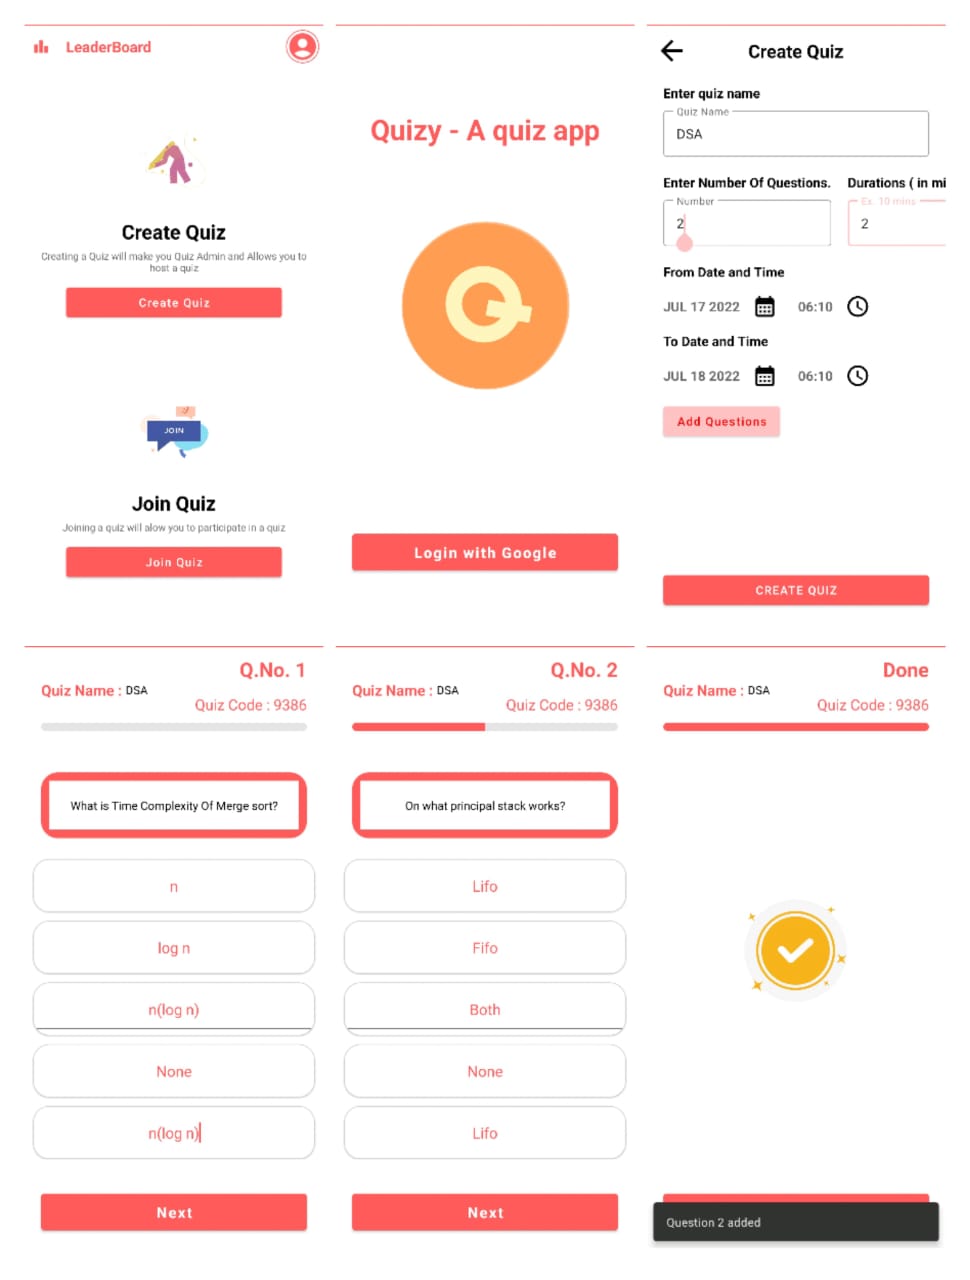 LeaderBoard
Create Quiz
Creating a Quiz will make you Quiz Admin and Allows you to
host a quiz
Create Quiz
JOIN
Join Quiz
Joining a quiz will alow you to participate in a quiz
Join Quiz
Quizy - A quiz app
Q
Login with Google
Create Quiz
Enter quiz name
Quiz Name
DSA
Enter Number Of Questions. Durations ( in mi
Number Ex. 10 mins
2 2
From Date and Time
JUL 17 2022 06:10
To Date and Time
JUL 18 2022 06:10
Add Questions
CREATE QUIZ
Q.No. 1
Quiz Name : DSA
Quiz Code : 9386
What is Time Complexity Of Merge sort?
n
log n
n(log n)
None
n(log n)
Next
Q.No. 2
Quiz Name : DSA
Quiz Code : 9386
On what principal stack works?
Lifo
Fifo
Both
None
Lifo
Next
Done
Quiz Name : DSA
Quiz Code : 9386
Question 2 added